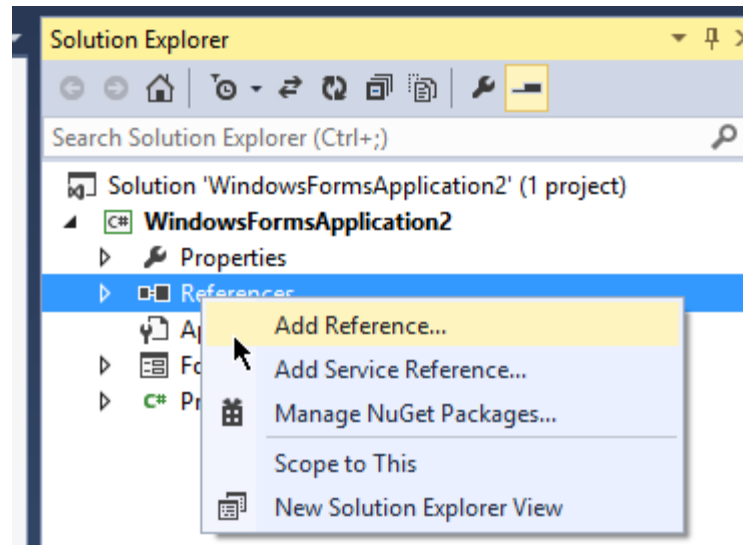 Solution Explorer
Search Solution Explorer (Ctrl+;)
Solution 'WindowsFormsApplication2' (1 project)
C# WindowsFormsApplication2
Properties
References
Add Reference...
Add Service Reference...
Manage NuGet Packages...
Scope to This
New Solution Explorer View
C#